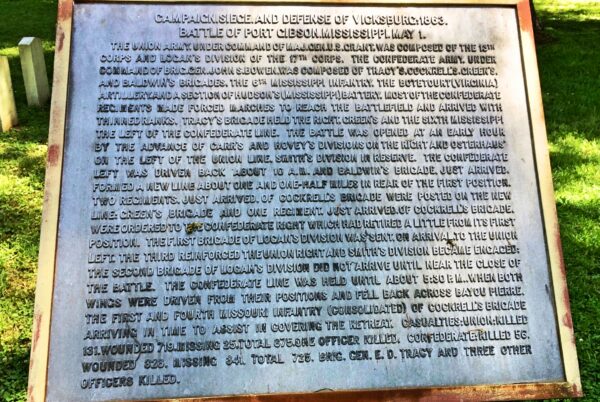 CAMPAIGN, SIEGE, AND DEFENSE OF VICKSBURG: 1863.
BATTLE OF PORT GIBSON, MISSISSIPPI, MAY 1.
THE UNION ARMY, UNDER COMMAND OF MAJ. GEN. U.S. GRANT, WAS COMPOSED OF THE 13TH
CORPS AND LOGAN'S DIVISION OF THE 17TH CORPS. THE CONFEDERATE ARMY, UNDER
COMMAND OF BRIG. GEN. JOHN S. BOWEN, WAS COMPOSED OF TRACY'S, COCKRELL'S, GREEN'S,
AND BALDWIN'S BRIGADES, THE 6TH MISSISSIPPI INFANTRY, THE BOTETOURT (VIRGINIA)
ARTILLERY AND A SECTION OF HUDSON'S (MISSISSIPPI) BATTERY. MOST OF THE CONFEDERATE
REGIMENTS MADE FORCED MARCHES TO REACH THE BATTLEFIELD AND ARRIVED WITH
THINNED RANKS. TRACY'S BRIGADE HELD THE RIGHT, GREEN'S AND THE SIXTH MISSISSIPPI
THE LEFT OF THE CONFEDERATE LINE. THE BATTLE WAS OPENED AT AN EARLY HOUR
BY THE ADVANCE OF CARR'S AND HOVEY'S DIVISIONS ON THE RIGHT AND OSTERHAUS'
ON THE LEFT OF THE UNION LINE, SMITH'S DIVISION IN RESERVE. THE CONFEDERATE
LEFT WAS DRIVEN BACK ABOUT 10 A.M. AND BALDWIN'S BRIGADE, JUST ARRIVED,
FORMED A NEW LINE ABOUT ONE AND ONE-HALF MILES IN REAR OF THE FIRST POSITION.
TWO REGIMENTS, JUST ARRIVED, OF COCKRELL'S BRIGADE WERE POSTED ON THE NEW
LINE; GREEN'S BRIGADE AND ONE REGIMENT, JUST ARRIVED, OF COCKRELL'S BRIGADE,
WERE ORDERED TO THE CONFEDERATE RIGHT WHICH HAD RETIRED A LITTLE FROM ITS FIRST
POSITION. THE FIRST BRIGADE OF LOGAN'S DIVISION WAS SENT, ON ARRIVAL, TO THE UNION
LEFT, THE THIRD REINFORCED THE UNION RIGHT AND SMITH'S DIVISION BECAME ENGAGED;
THE SECOND BRIGADE OF LOGAN'S DIVISION DID NOT ARRIVE UNTIL NEAR THE CLOSE OF
THE BATTLE. THE CONFEDERATE LINE WAS HELD UNTIL ABOUT 5:30 P.M., WHEN BOTH
WINGS WERE DRIVEN FROM THEIR POSITIONS AND FELL BACK ACROSS BAYOU PIERRE,
THE FIRST AND FOURTH MISSOURI INFANTRY (CONSOLIDATED) OF COCKRELL'S BRIGADE
ARRIVING IN TIME TO ASSIST IN COVERING THE RETREAT. CASUALTIES: UNION: KILLED
131, WOUNDED 719, MISSING 25, TOTAL 875, ONE OFFICER KILLED. CONFEDERATE: KILLED 56,
WOUNDED 328, MISSING 341, TOTAL 725, BRIG. GEN. E. D. TRACY AND THREE OTHER
OFFICERS KILLED.